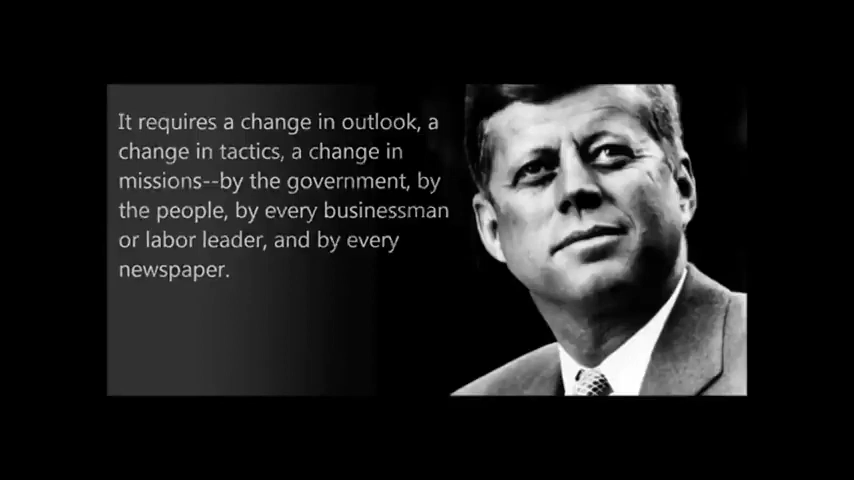 It requires a change in outlook, a
change in tactics, a change in
missions--by the government, by
the people, by every businessman
or labor leader, and by every
newspaper.